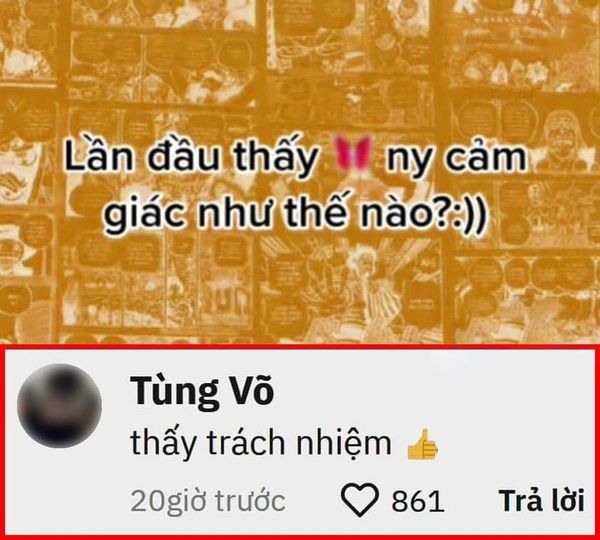 Lần đầu thấy 🦋 ny cảm
giác như thế nào?:))
Tùng Võ
thấy trách nhiệm 👍
20giờ trước 861 Trả lời